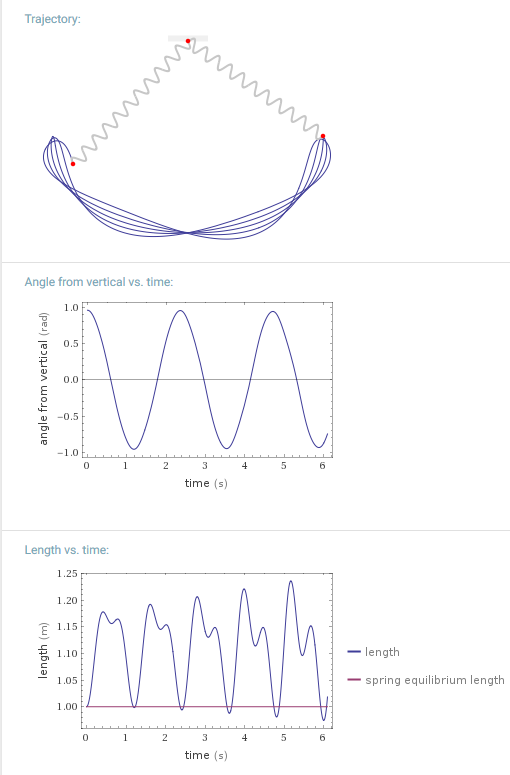 Trajectory:
Angle from vertical vs. time:
1.0
0.5
0.0
−0.5
−1.0
angle from vertical (rad)
0 1 2 3 4 5 6
time (s)
Length vs. time:
1.25
1.20
1.15
1.10
1.05
1.00
length (m)
0 1 2 3 4 5 6
time (s)
length
spring equilibrium length